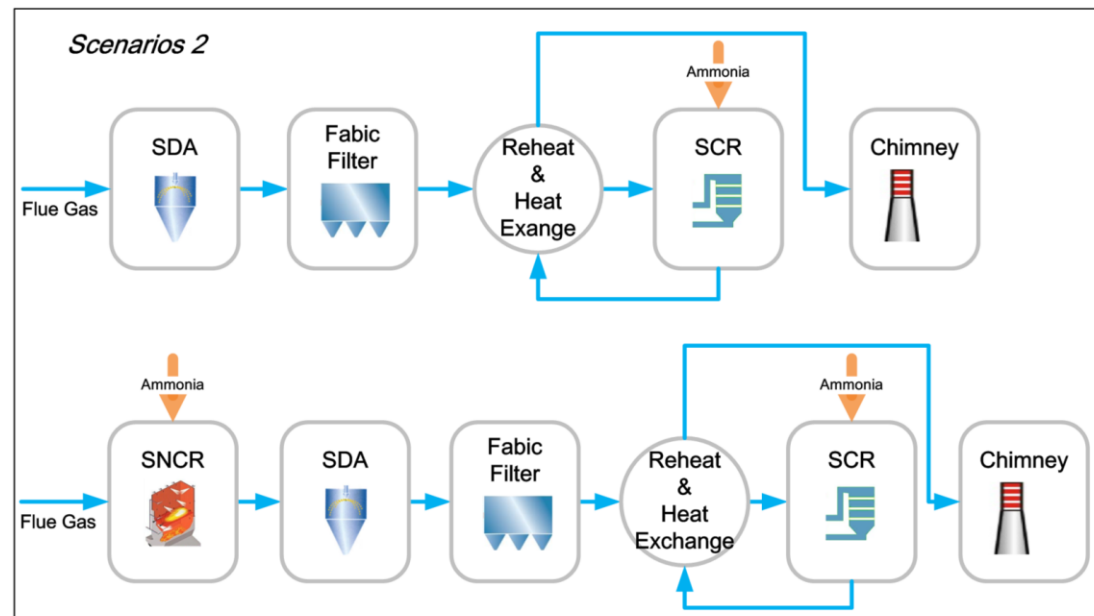 Scenarios 2
Ammonia
SDA
Fabic
Filter
Reheat
&
Heat
Exange
SCR
Chimney
Flue Gas
Ammonia
Ammonia
SNCR
SDA
Fabic
Filter
Reheat
&
Heat
Exchange
SCR
Chimney
Flue Gas